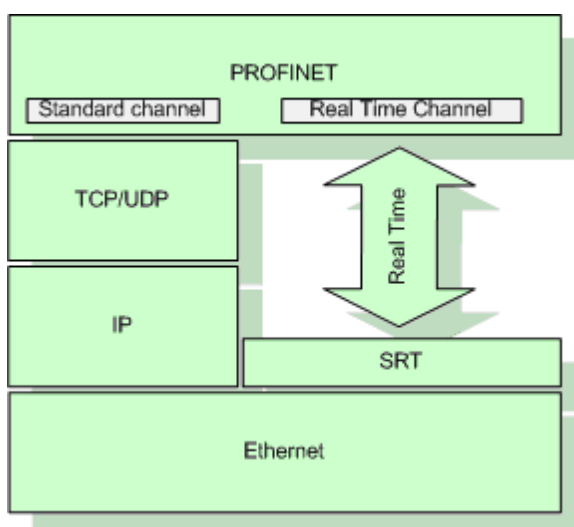 PROFINET
Standard channel
Real Time Channel
TCP/UDP
Real Time
IP
SRT
Ethernet